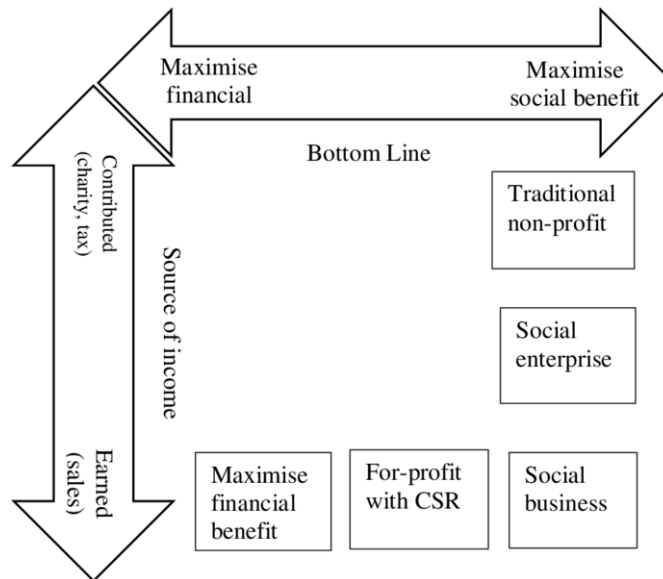 Maximise
financial
Maximise
social benefit
Bottom Line
Contributed
(charity, tax)
Source of income
Earned
(sales)
Traditional
non-profit
Social
enterprise
Maximise
financial
benefit
For-profit
with CSR
Social
business